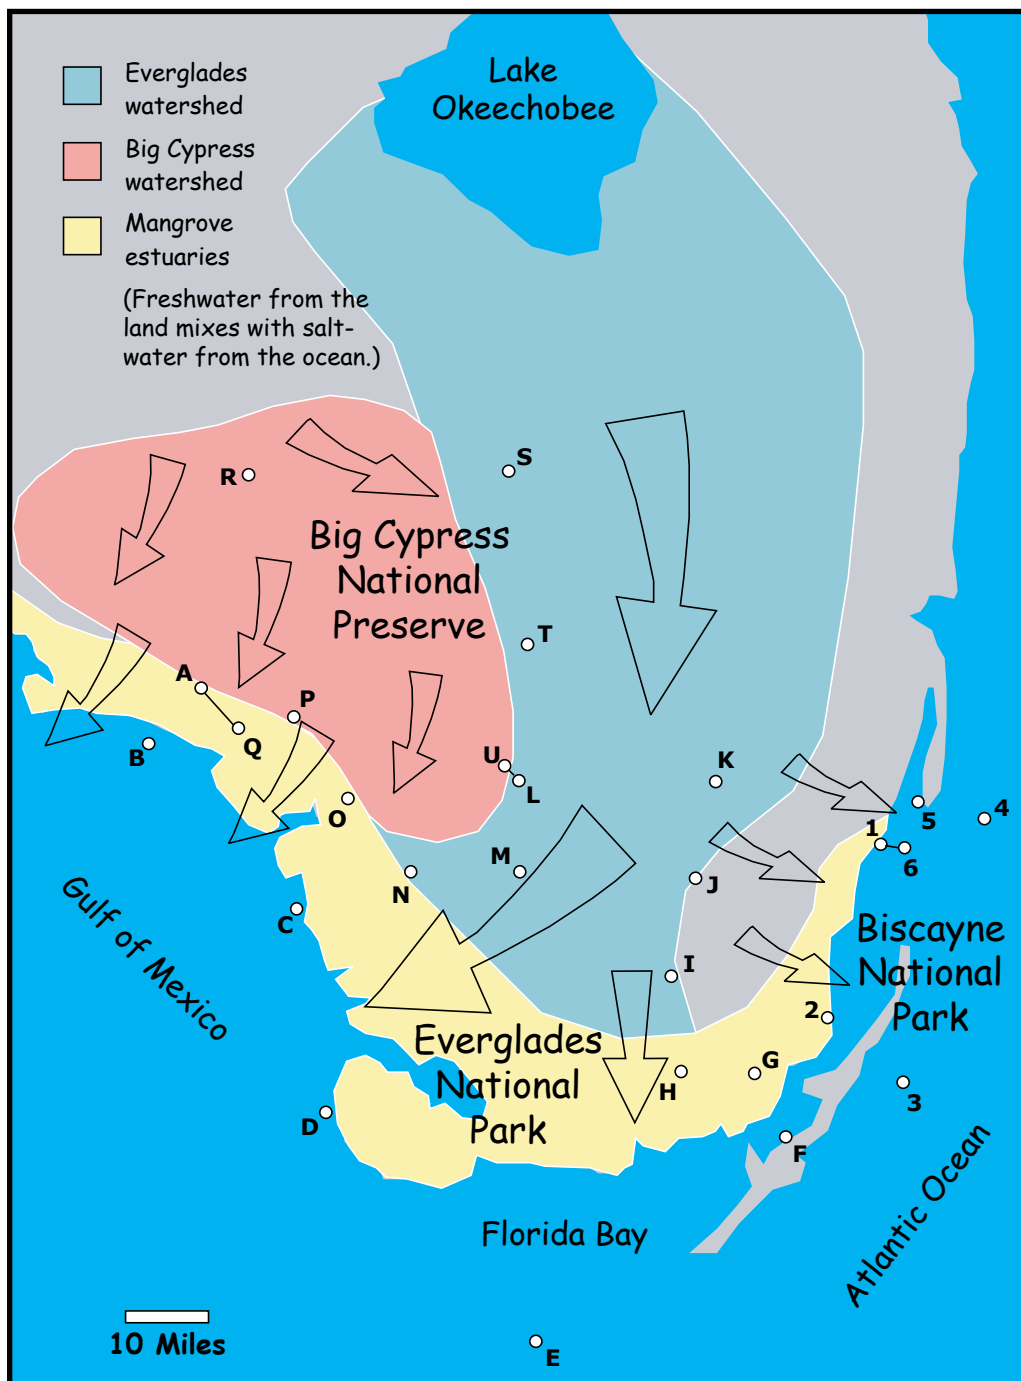 Lake
Okeechobee
Everglades
watershed
Big Cypress
watershed
Mangrove
estuaries
(Freshwater from the
land mixes with salt-
water from the ocean.)
R
S
Big Cypress
National
Preserve
T
A
P
B
Q
U
K
L
O
5
4
1
6
M
N
J
C
Gulf of Mexico
Biscayne
National
Park
I
2
Everglades
National
Park
G
H
3
D
F
Atlantic Ocean
Florida Bay
10 Miles
E